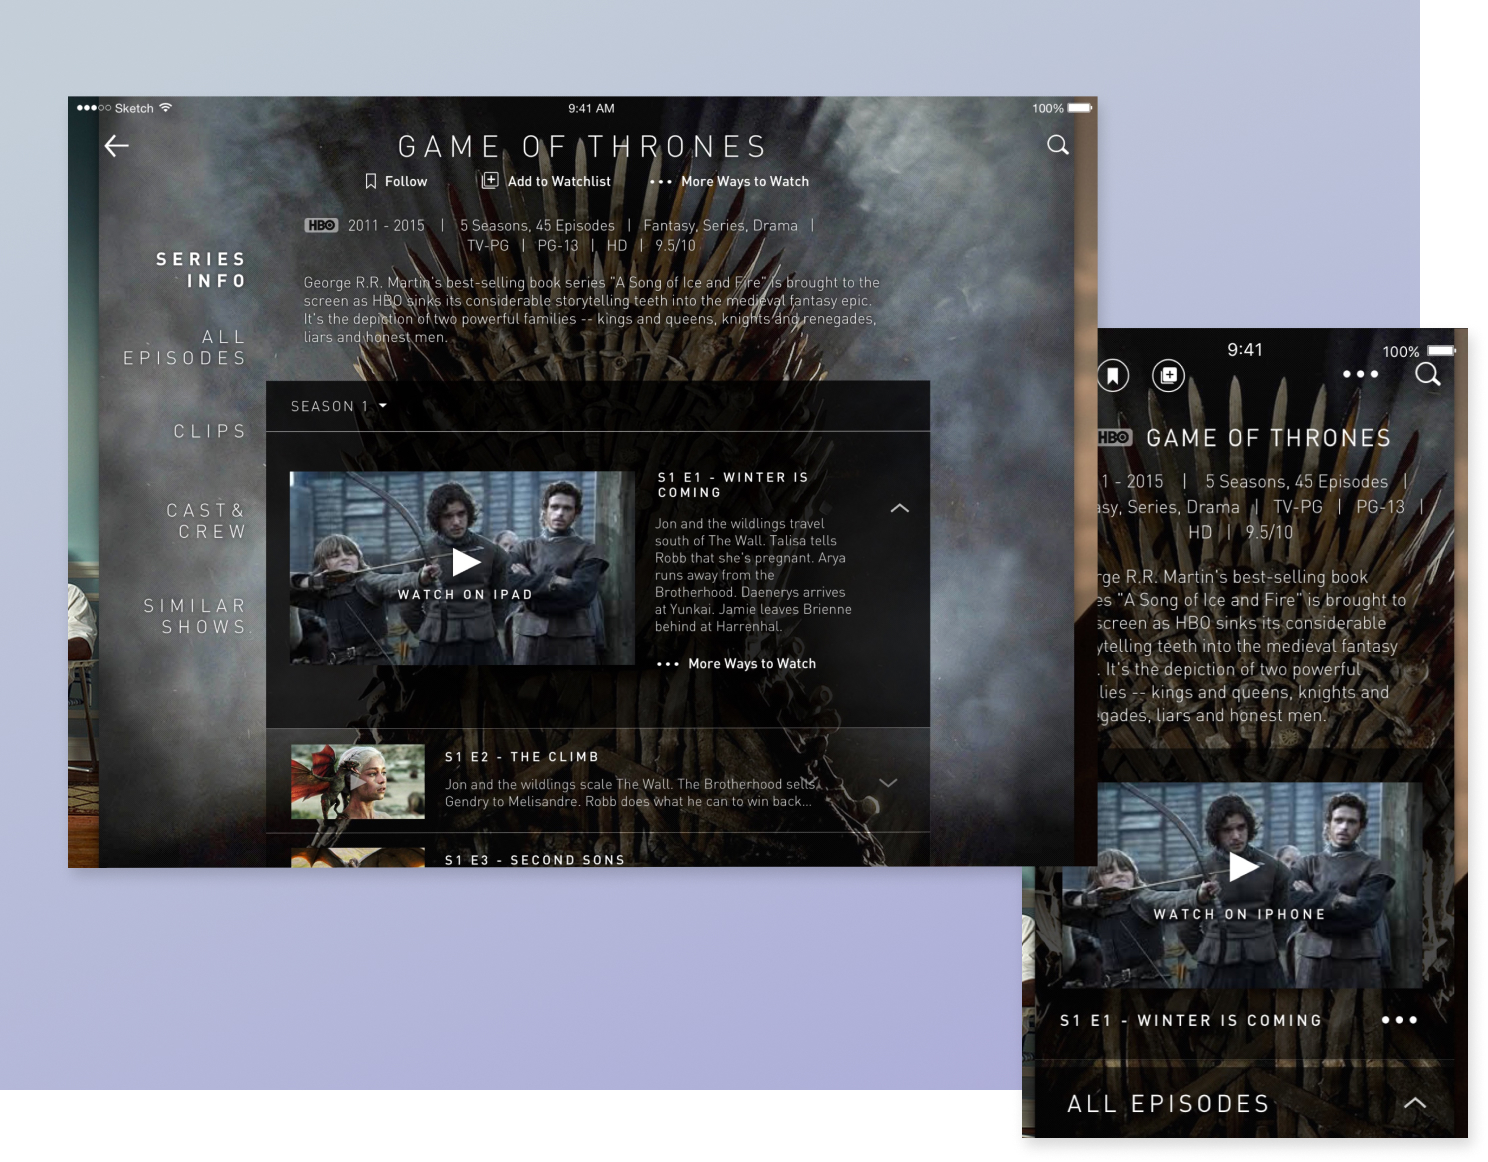 Sketch
9:41 AM
100%
GAME OF THRONES
Follow
Add to Watchlist
More Ways to Watch
HBO 2011 - 2015 | 5 Seasons, 45 Episodes | Fantasy, Series, Drama |
TV-PG | PG-13 | HD | 9.5/10
George R.R. Martin's best-selling book series "A Song of Ice and Fire" is brought to the
screen as HBO sinks its considerable storytelling teeth into the medieval fantasy epic.
It's the depiction of two powerful families -- kings and queens, knights and renegades,
liars and honest men.
SERIES
INFO
ALL
EPISODES
CLIPS
CAST&
CREW
SIMILAR
SHOWS
SEASON 1
WATCH ON IPAD
S1 E1 - WINTER IS
COMING
Jon and the wildlings travel
south of The Wall. Talisa tells
Robb that she's pregnant. Arya
runs away from the
Brotherhood. Daenerys arrives
at Yunkai. Jamie leaves Brienne
behind at Harrenhal.
More Ways to Watch
S1 E2 - THE CLIMB
Jon and the wildlings scale The Wall. The Brotherhood sells
Gendry to Melisandre. Robb does what he can to win back...
S1 E3 - SECOND SONS
9:41
100%
HBO GAME OF THRONES
1 - 2015 | 5 Seasons, 45 Episodes |
asy, Series, Drama | TV-PG | PG-13 |
HD | 9.5/10
rge R.R. Martin's best-selling book
es "A Song of Ice and Fire" is brought to
screen as HBO sinks its considerable
ytelling teeth into the medieval fantasy
. It's the depiction of two powerful
lies -- kings and queens, knights and
egades, liars and honest men.
WATCH ON IPHONE
S1 E1 - WINTER IS COMING
ALL EPISODES